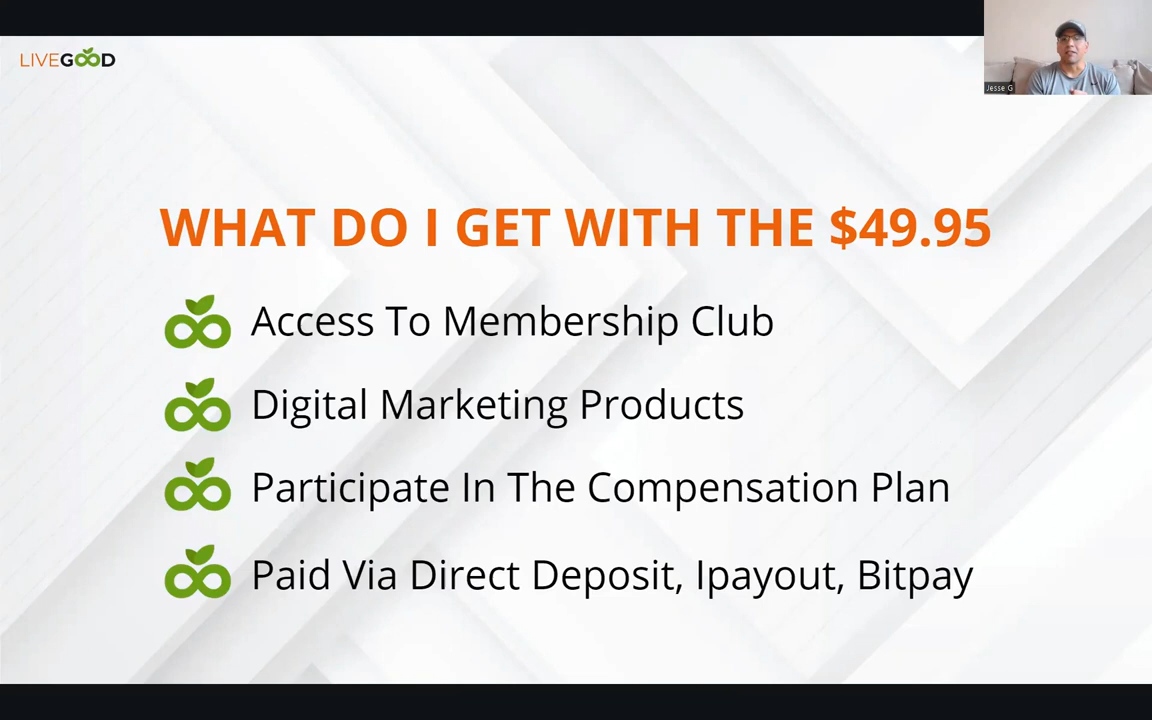 LIVEGOOD
Jesse G
WHAT DO I GET WITH THE $49.95
Access To Membership Club
Digital Marketing Products
Participate In The Compensation Plan
Paid Via Direct Deposit, Ipayout, Bitpay